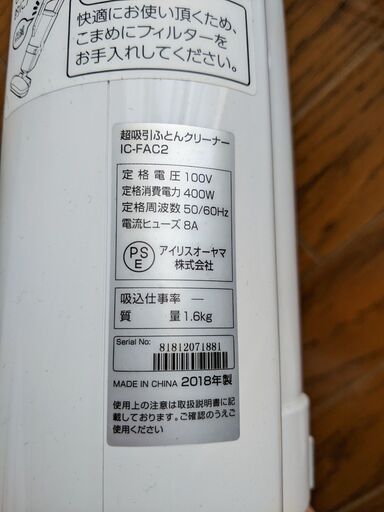 快適にお使い頂くため、
こまめにフィルターを
お手入れしてください。
超吸引ふとんクリーナー
IC-FAC2
定格電圧 100V
定格消費電力 400W
定格周波数 50/60Hz
電流ヒューズ 8A
PS
E
アイリスオーヤマ
株式会社
吸込仕事率 ―
質量 1.6kg
Serial No: 81812071881
MADE IN CHINA 2018年製
使用上の注意は取扱説明書に記
載しております。ご確認のうえご
使用ください。